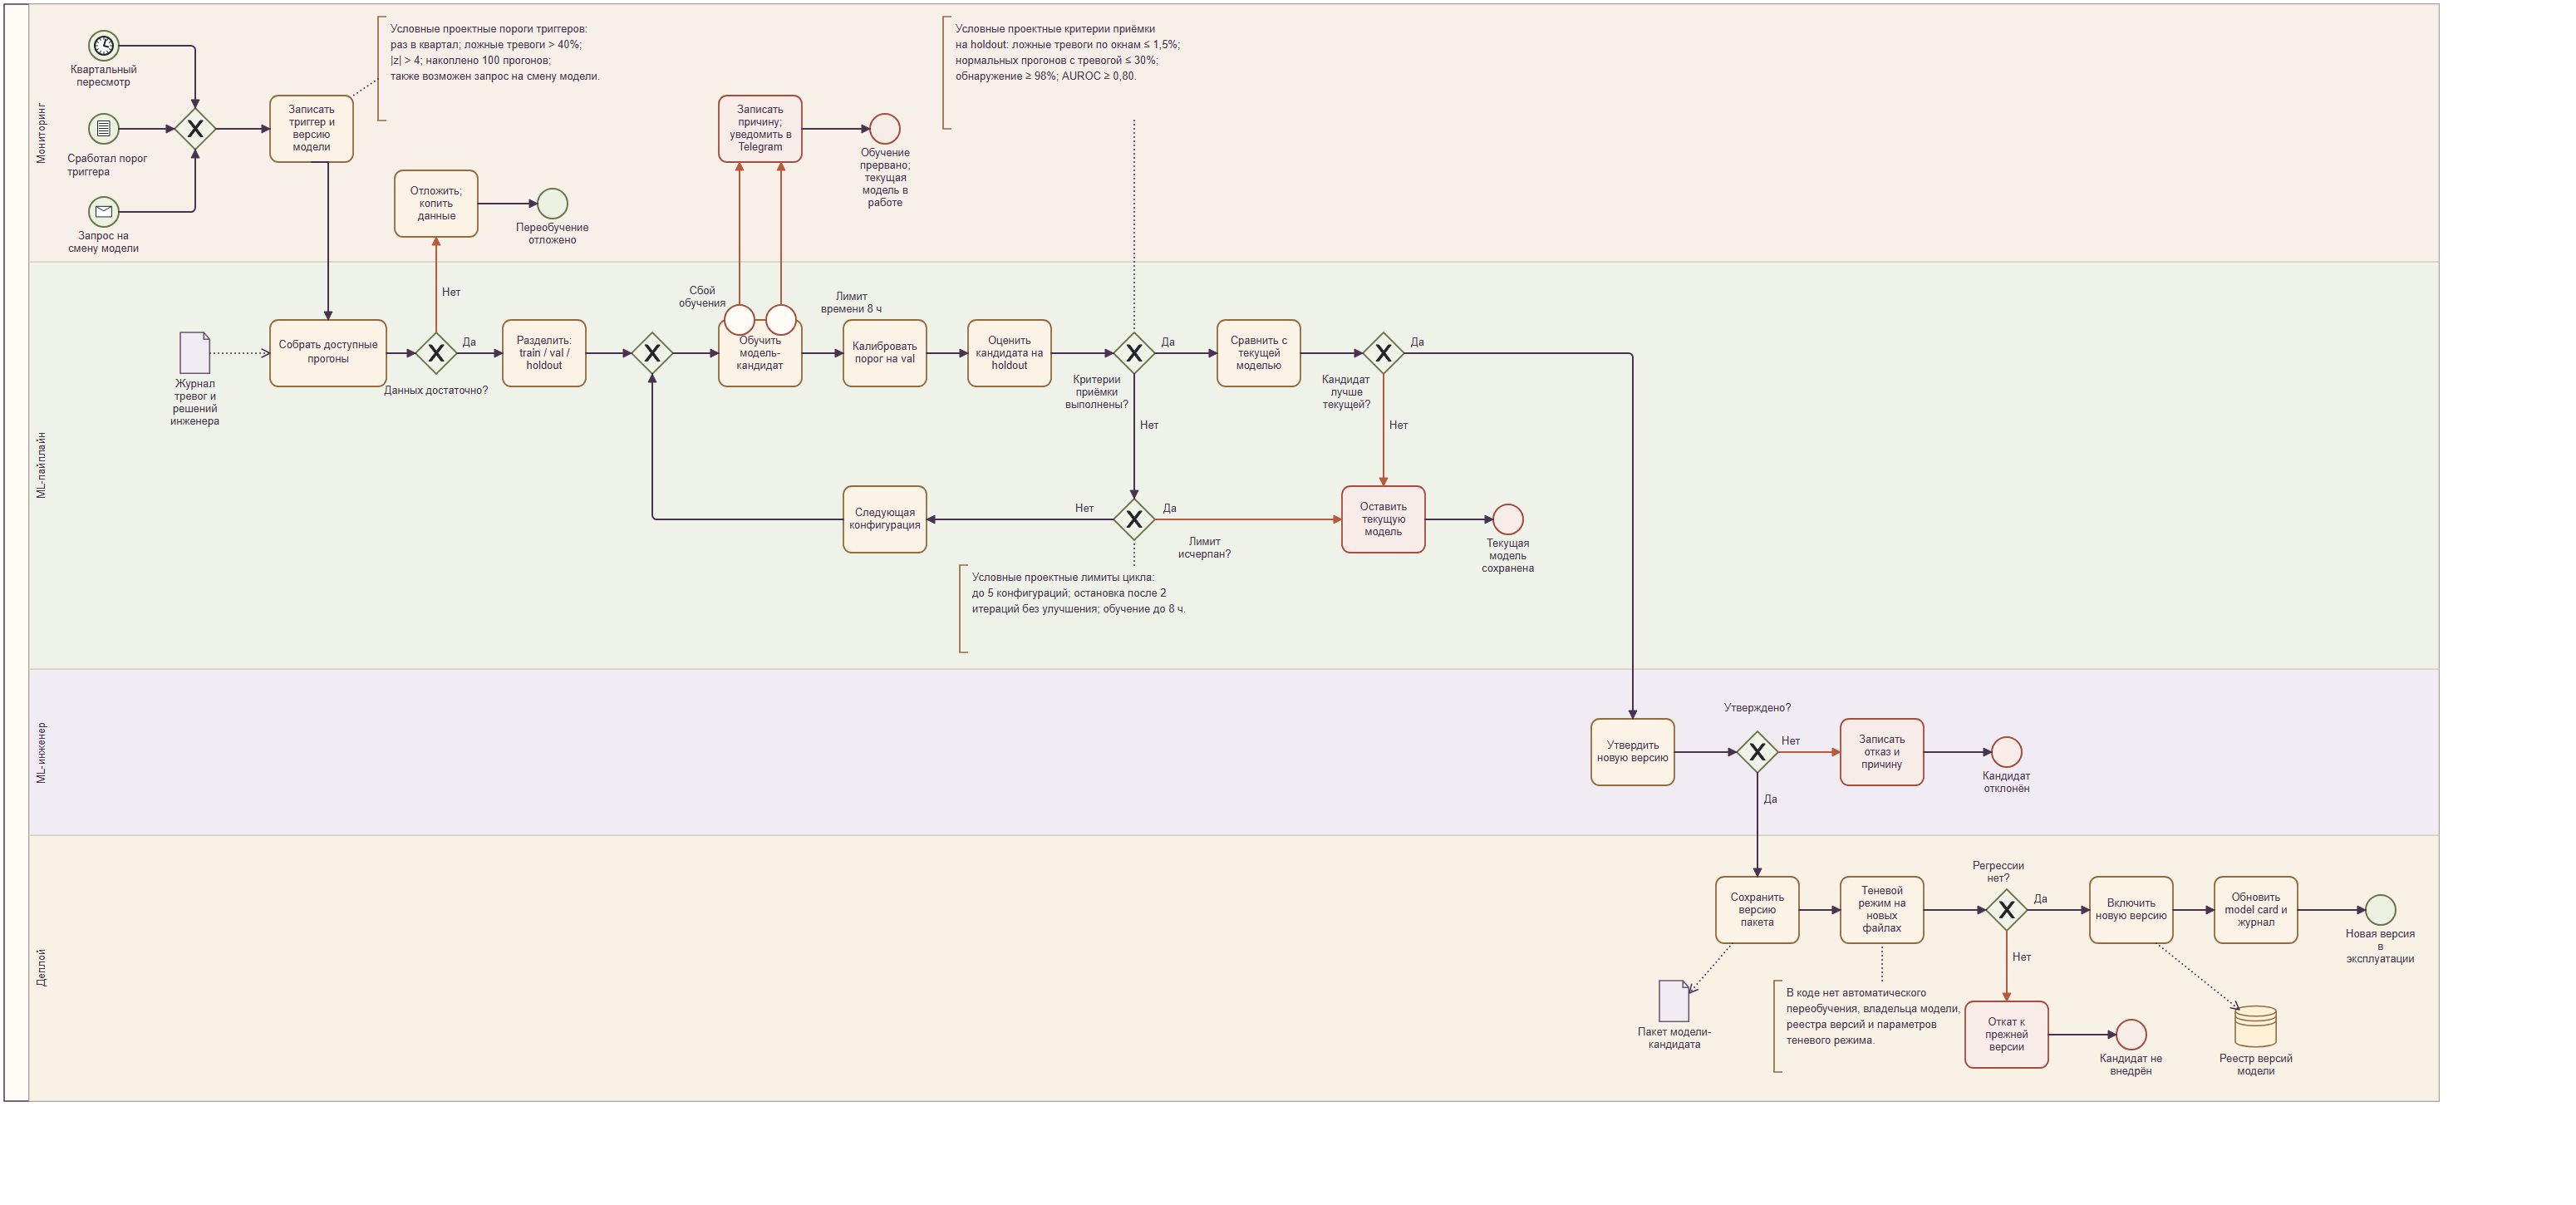 Мониторинг
Квартальный
пересмотр
Сработал порог
триггера
Запрос на
смену модели
Записать
триггер и
версию
модели
Условные проектные пороги триггеров:
раз в квартал; ложные тревоги > 40%;
|z| > 4; накоплено 100 прогонов;
также возможен запрос на смену модели.
Отложить;
копить
данные
Переобучение
отложено
Записать
причину;
уведомить в
Telegram
Обучение
прервано;
текущая
модель в
работе
Условные проектные критерии приёмки
на holdout: ложные тревоги по окнам ≤ 1,5%;
нормальных прогонов с тревогой ≤ 30%;
обнаружение ≥ 98%; AUROC ≥ 0,80.
ML-пайплайн
Журнал
тревог и
решений
инженера
Собрать доступные
прогоны
Нет
Да
Данных достаточно?
Разделить:
train / val /
holdout
Сбой
обучения
Лимит
времени 8 ч
Обучить
модель-
кандидат
Калибровать
порог на val
Оценить
кандидата на
holdout
Да
Критерии
приёмки
выполнены?
Нет
Сравнить с
текущей
моделью
Да
Кандидат
лучше
текущей?
Нет
Следующая
конфигурация
Нет
Да
Лимит
исчерпан?
Оставить
текущую
модель
Текущая
модель
сохранена
Условные проектные лимиты цикла:
до 5 конфигураций; остановка после 2
итераций без улучшения; обучение до 8 ч.
ML-инженер
Утвердить
новую версию
Утверждено?
Нет
Да
Записать
отказ и
причину
Кандидат
отклонён
Деплой
Сохранить
версию
пакета
Теневой
режим на
новых
файлах
Регрессии
нет?
Да
Нет
Включить
новую версию
Обновить
model card и
журнал
Новая версия
в
эксплуатации
Пакет модели-
кандидата
В коде нет автоматического
переобучения, владельца модели,
реестра версий и параметров
теневого режима.
Откат к
прежней
версии
Кандидат не
внедрён
Реестр версий
модели